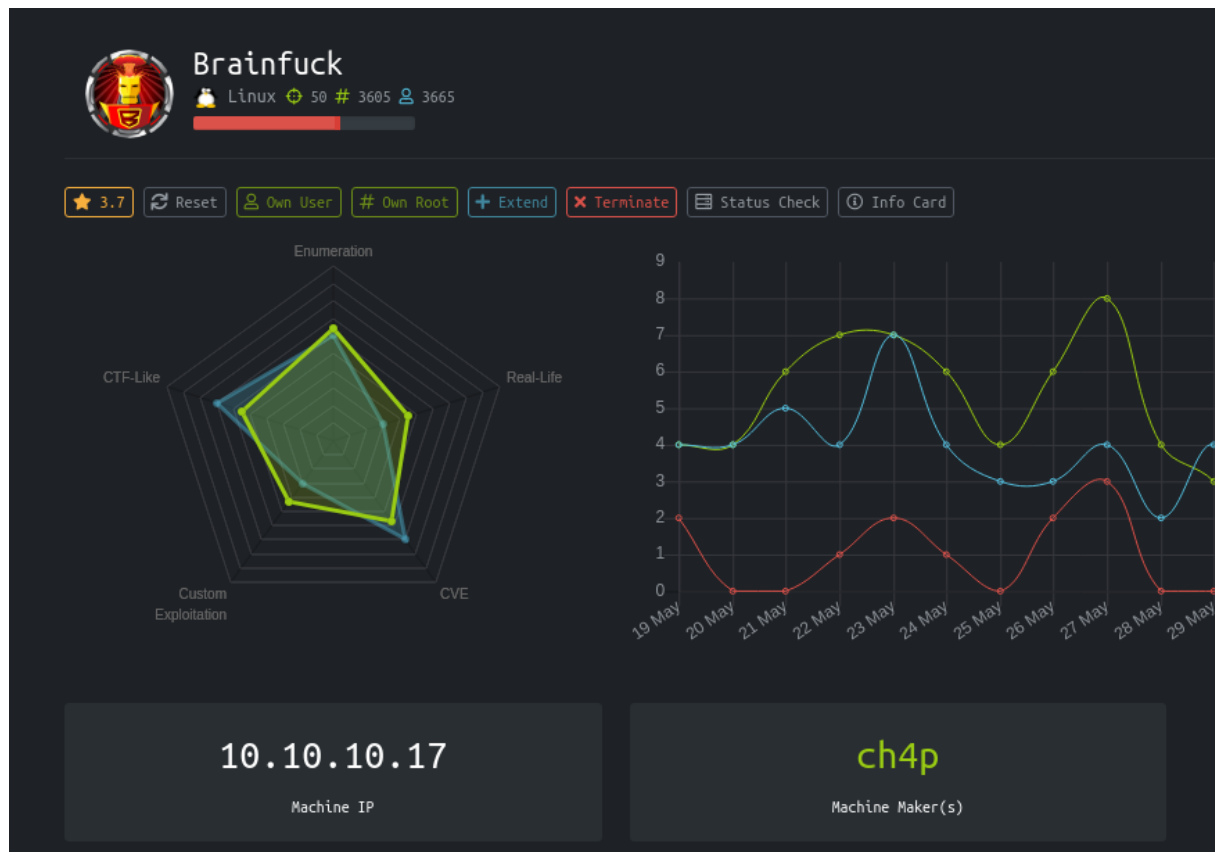 Brainfuck
Linux 50 # 3605 3665
3.7 Reset Own User # Own Root Extend Terminate Status Check Info Card
Enumeration
CTF-Like
Real-Life
Custom
Exploitation
CVE
9
8
7
6
5
4
3
2
1
0
19 May 20 May 21 May 22 May 23 May 24 May 25 May 26 May 27 May 28 May 29 May
10.10.10.17
Machine IP
ch4p
Machine Maker(s)